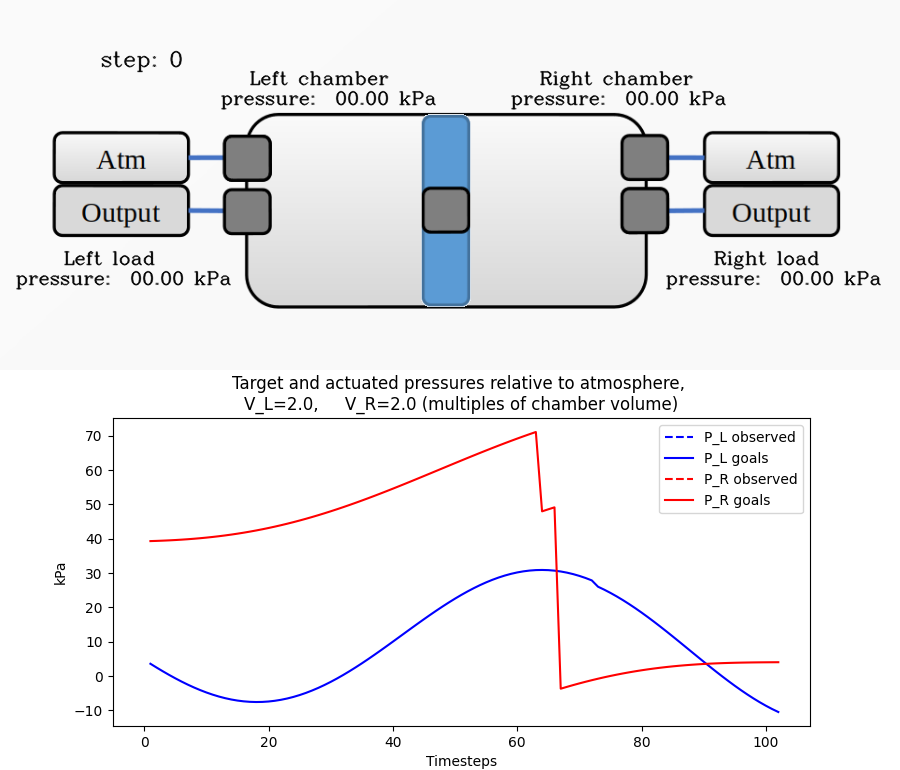 step: 0
Left chamber
pressure: 00.00 kPa
Right chamber
pressure: 00.00 kPa
Atm
Output
Atm
Output
Left load
pressure: 00.00 kPa
Right load
pressure: 00.00 kPa
Target and actuated pressures relative to atmosphere,
V_L=2.0, V_R=2.0 (multiples of chamber volume)
70
60
50
40
30
20
10
0
−10
kPa
P_L observed
P_L goals
P_R observed
P_R goals
0 20 40 60 80 100
Timesteps